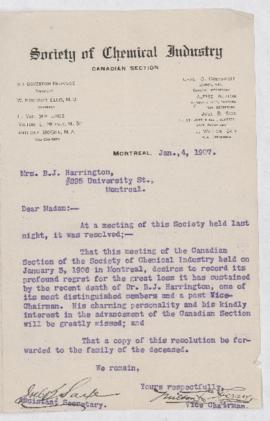 Society of Chemical Industry
CANADIAN SECTION
MONTREAL, Jan., 4, 1907.
Mrs. B.J. Harrington,
#295 University St.,
Montreal.
Dear Madam:—
At a meeting of this Society held
last night, it was resolved;—
That this meeting of the Canadian
Section of the Society of Chemical Industry held on
January 3, 1908 in Montreal, desires to record its
profound regret for the great loss it has sustained
by the recent death of Dr. B.J. Harrington, one
of its most distinguished members and a past Vice-
Chairman. His charming personality and his kindly
interest in the advancement of the Canadian Section
will be greatly missed; and
That a copy of this resolution be for-
warded to the family of the deceased.
We remain,
Yours respectfully,
Assistant Secretary.
Vice Chairman.